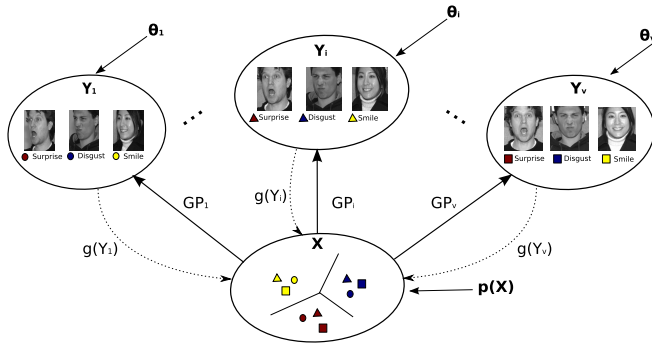 θ₁
θᵢ
θᵥ
Y₁
Yᵢ
Yᵥ
Surprise Disgust Smile
Surprise Disgust Smile
Surprise Disgust Smile
...
...
GP₁
g(Yᵢ)
GPᵢ
GPᵥ
g(Y₁)
g(Yᵥ)
X
p(X)